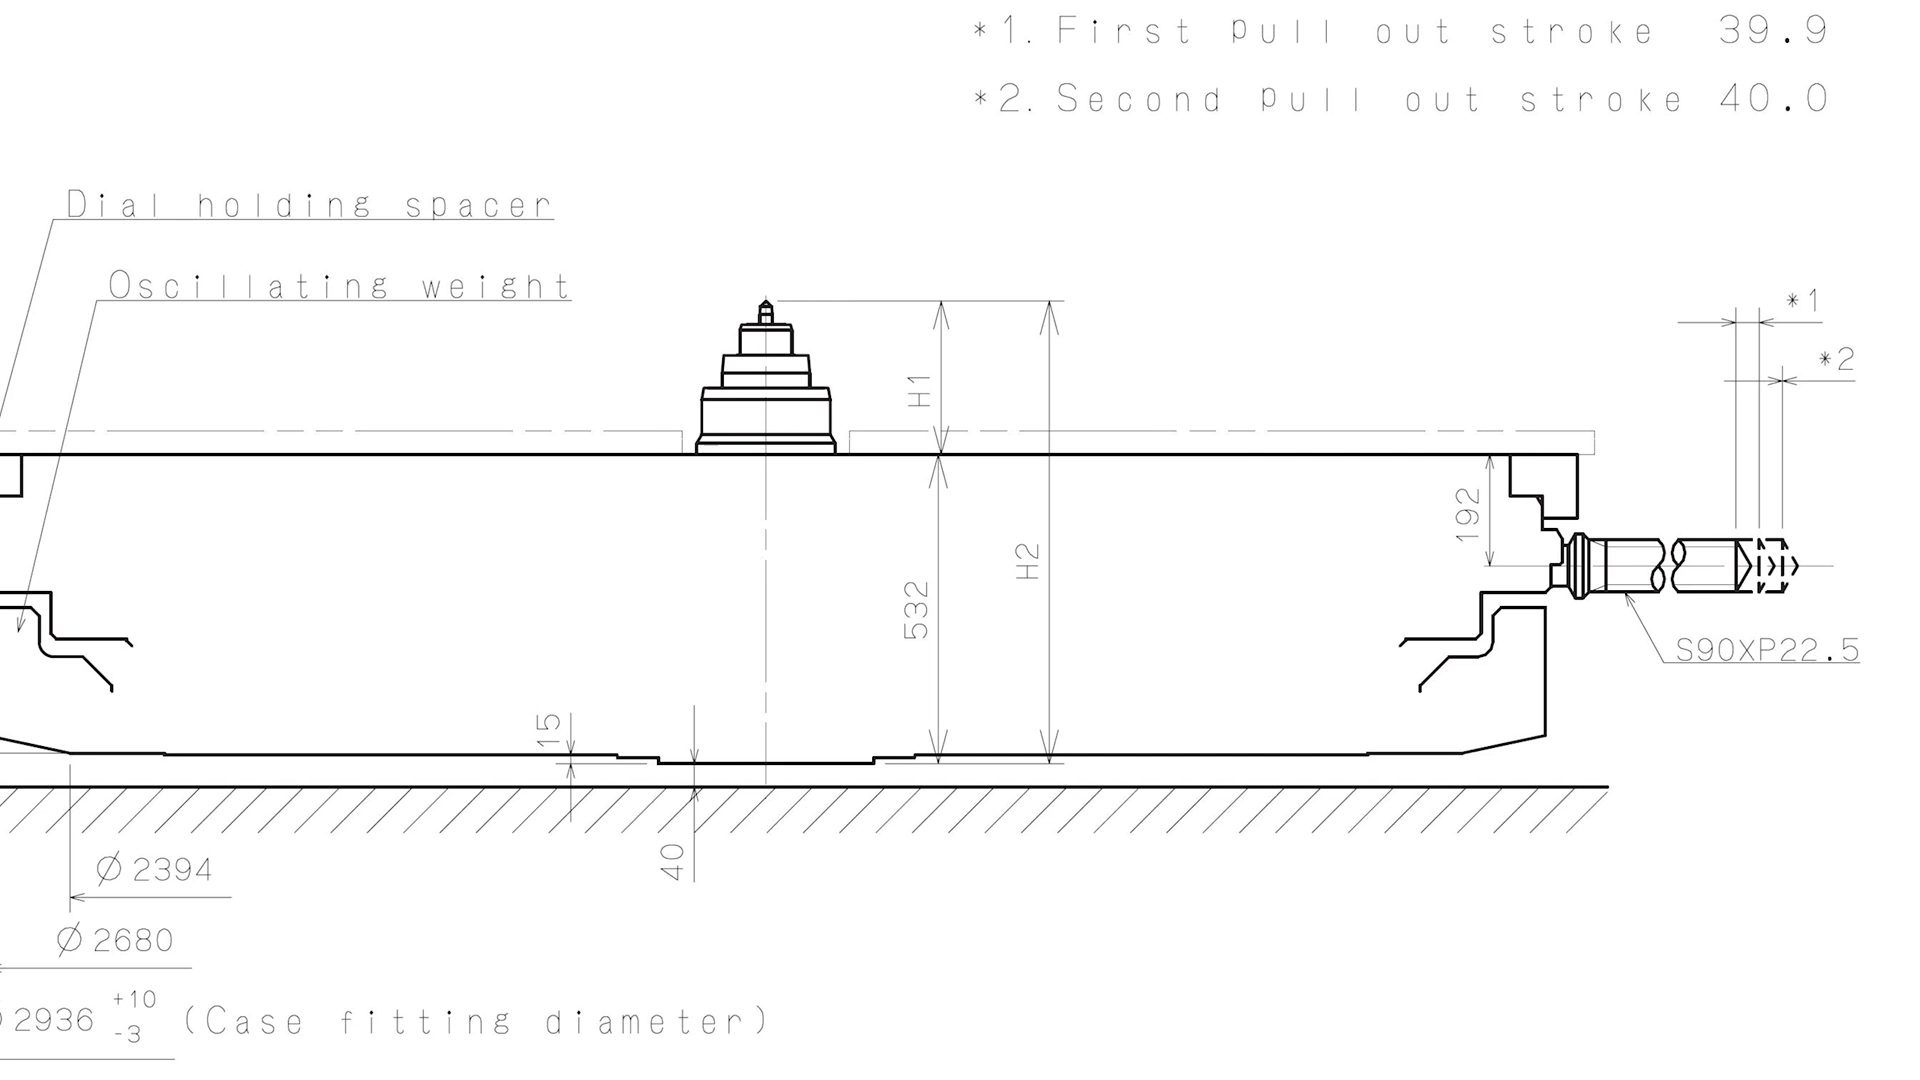 *1. First pull out stroke 39.9
*2. Second pull out stroke 40.0
Dial holding spacer
Oscillating weight
*1
*2
H1
H2
192
532
S90XP22.5
15
40
Ø2394
Ø2680
2936 +10 -3 (Case fitting diameter)